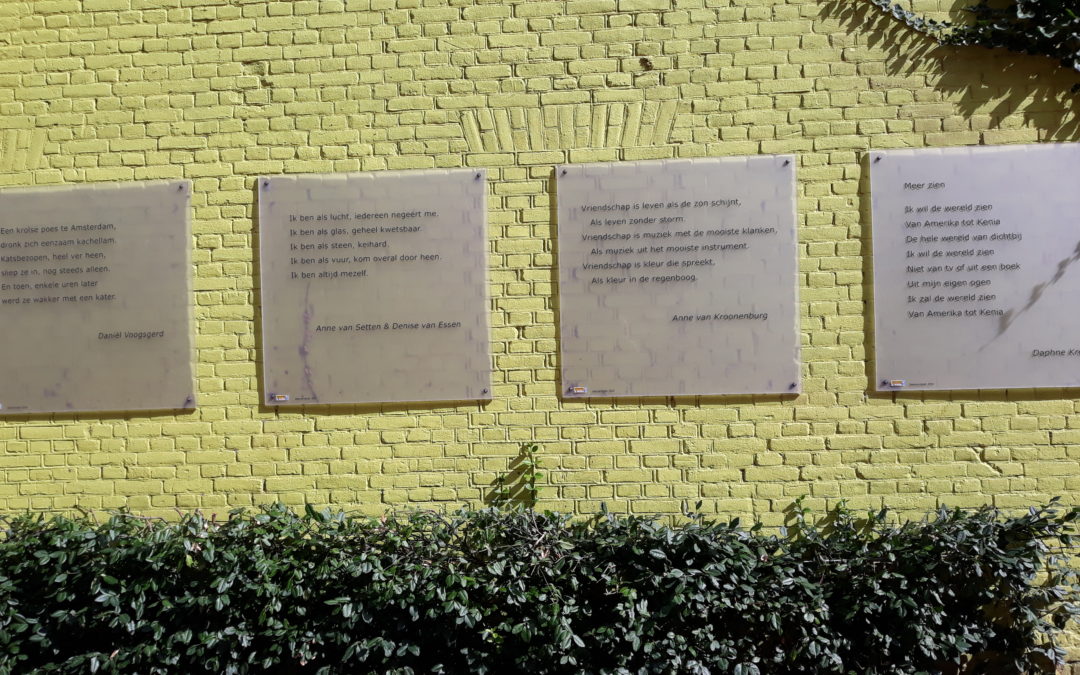 Een krolse poes te Amsterdam,
dronk zich eenzaam kachellam.
Katsbezopen, heel ver heen,
sliep ze in, nog steeds alleen.
En toen, enkele uren later
werd ze wakker met een kater.
Daniël Voogsgerd
Ik ben als lucht, iedereen negeert me.
Ik ben als glas, geheel kwetsbaar.
Ik ben als steen, keihard.
Ik ben als vuur, kom overal door heen.
Ik ben altijd mezelf.
Anne van Setten & Denise van Essen
Vriendschap is leven als de zon schijnt,
Als leven zonder storm.
Vriendschap is muziek met de mooiste klanken,
Als muziek uit het mooiste instrument.
Vriendschap is kleur die spreekt,
Als kleur in de regenboog.
Anne van Kroonenburg
Meer zien
Ik wil de wereld zien
Van Amerika tot Kenia
De hele wereld van dichtbij
Ik wil de wereld zien
Niet van tv of uit een boek
Uit mijn eigen ogen
Ik zal de wereld zien
Van Amerika tot Kenia
Daphne